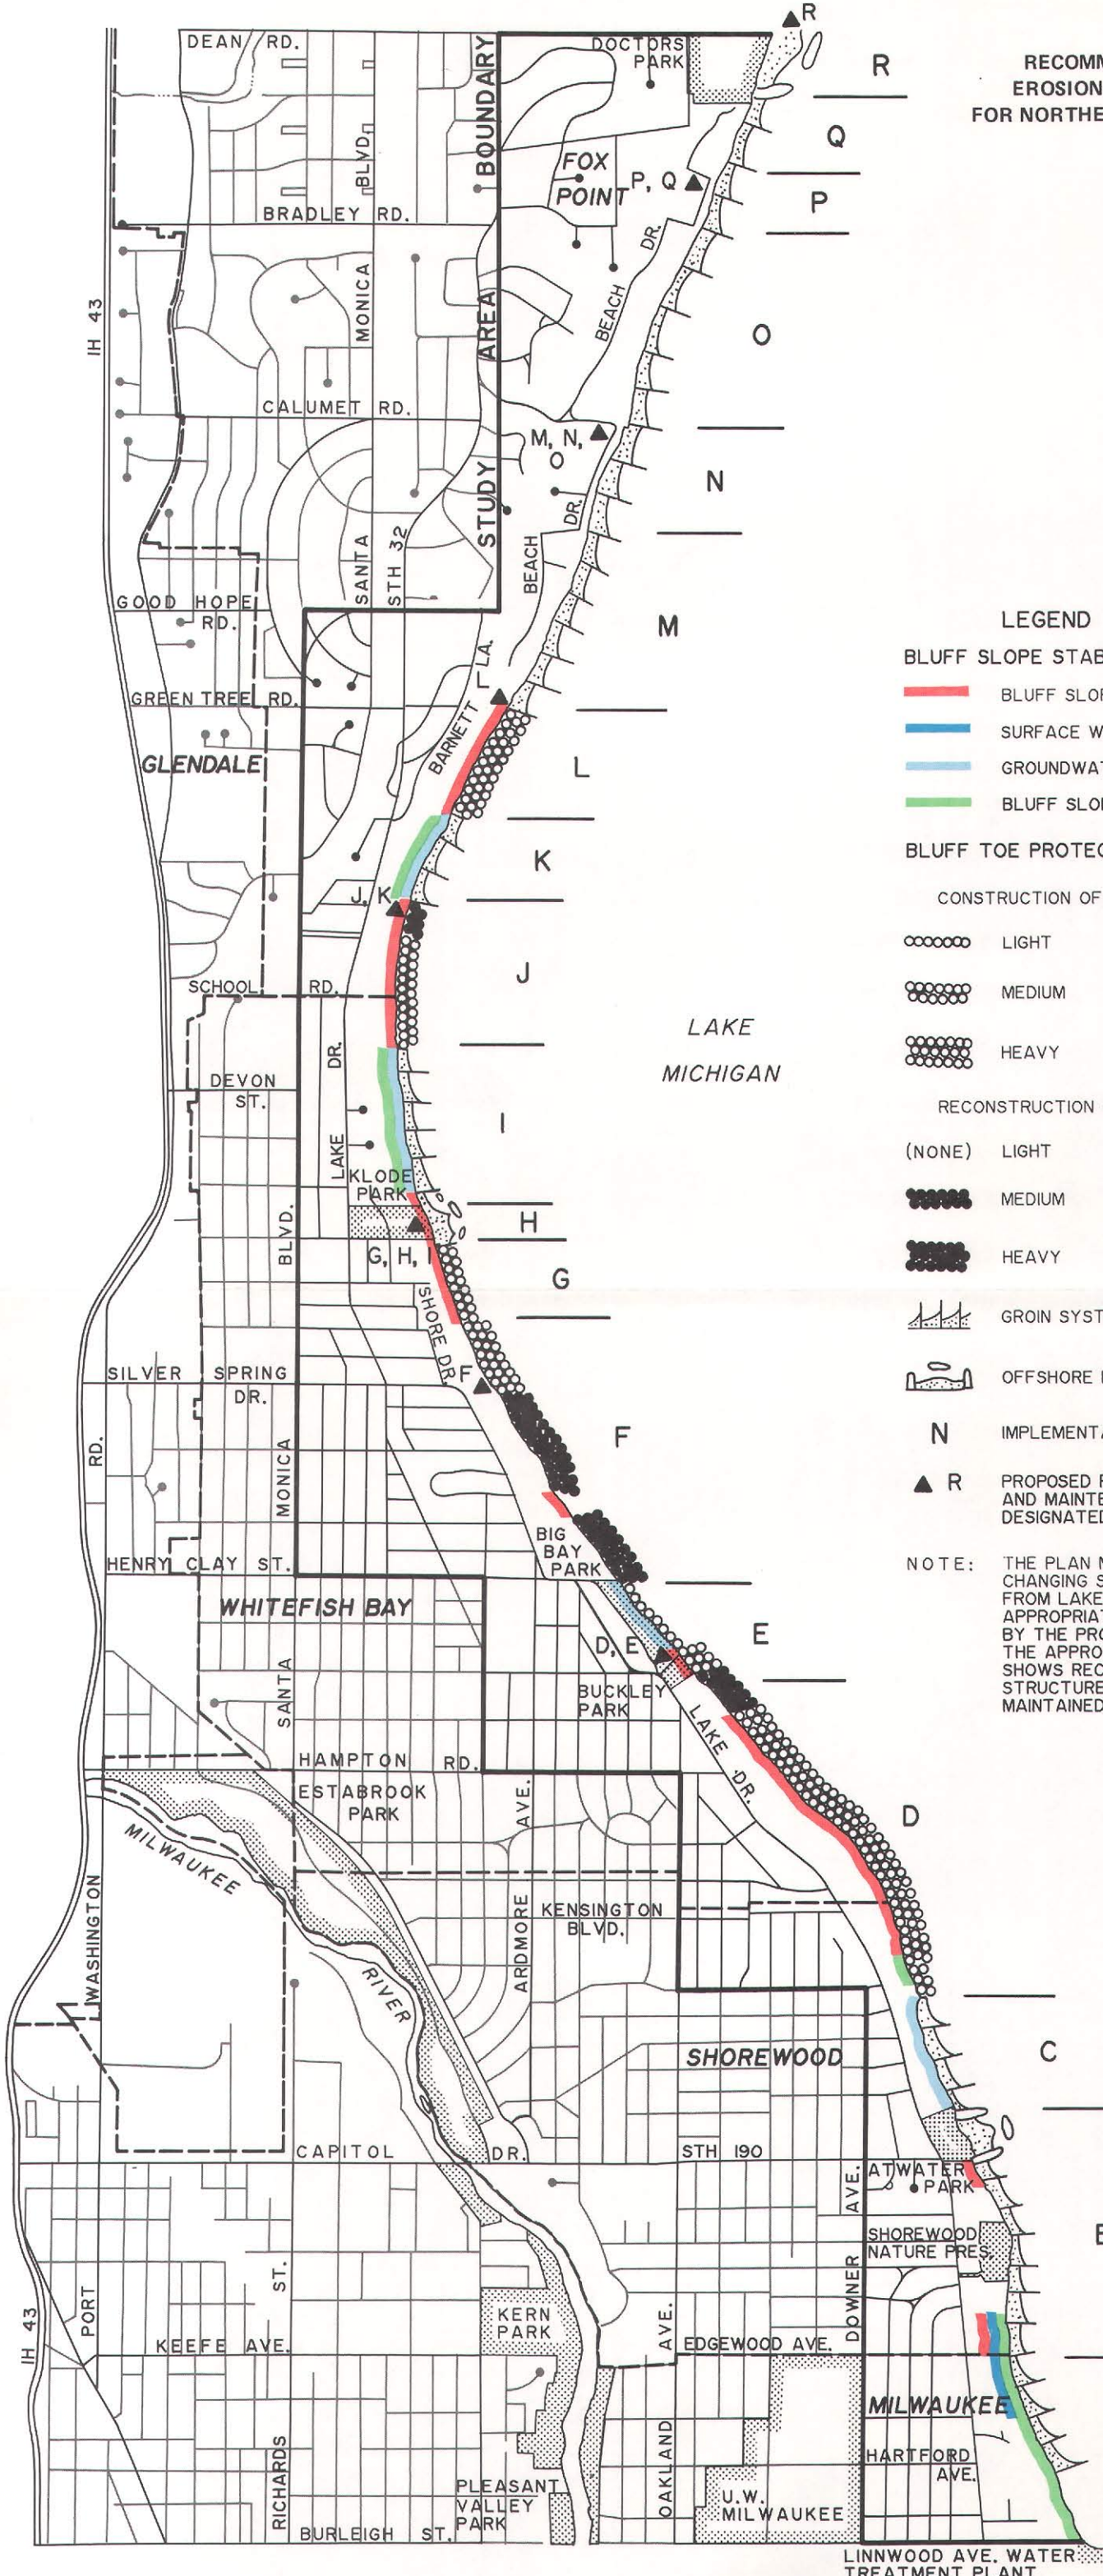 RECOMM
EROSION
FOR NORTHE
R
DEAN RD.
DOCTORS
PARK
R
BOUNDARY
BLVD.
Q
FOX
POINT
P, Q
P
BRADLEY RD.
DR.
BEACH
IH 43
MONICA
AREA
O
CALUMET RD.
M, N,
O
N
STUDY
DR.
BEACH
SANTA
STH 32
GOOD HOPE
RD.
M
LA.
GREEN TREE RD.
BARNETT
GLENDALE
L
K
J, K
J
SCHOOL RD.
LAKE
MICHIGAN
DR.
DEVON
ST.
I
LAKE
KLODE
PARK
BLVD.
H
G, H, I
G
SHORE DR.
SILVER SPRING
DR.
F
F
RD.
MONICA
BIG
BAY
PARK
HENRY CLAY ST.
WHITEFISH BAY
D, E
E
SANTA
BUCKLEY
PARK
LAKE DR.
HAMPTON RD.
ESTABROOK
PARK
AVE.
D
MILWAUKEE
RIVER
WASHINGTON
KENSINGTON
BLVD.
ARDMORE
SHOREWOOD
C
CAPITOL DR.
STH 190
ATWATER
PARK
AVE.
SHOREWOOD
NATURE PRES.
B
ST.
PORT
IH 43
KERN
PARK
AVE.
DOWNER
KEEFE AVE.
EDGEWOOD AVE.
MILWAUKEE
RICHARDS
OAKLAND
HARTFORD
AVE.
PLEASANT
VALLEY
PARK
U.W.
MILWAUKEE
BURLEIGH ST.
LINNWOOD AVE. WATER
TREATMENT PLANT
LEGEND
BLUFF SLOPE STAB
BLUFF SLOP
SURFACE W
GROUNDWAT
BLUFF SLO
BLUFF TOE PROTEC
CONSTRUCTION OF
LIGHT
MEDIUM
HEAVY
RECONSTRUCTION
(NONE) LIGHT
MEDIUM
HEAVY
GROIN SYST
OFFSHORE
N IMPLEMENTA
R PROPOSED
AND MAINTE
DESIGNATED
NOTE: THE PLAN
CHANGING S
FROM LAKE
APPROPRIAT
BY THE PRO
THE APPRO
SHOWS REC
STRUCTURE
MAINTAINED